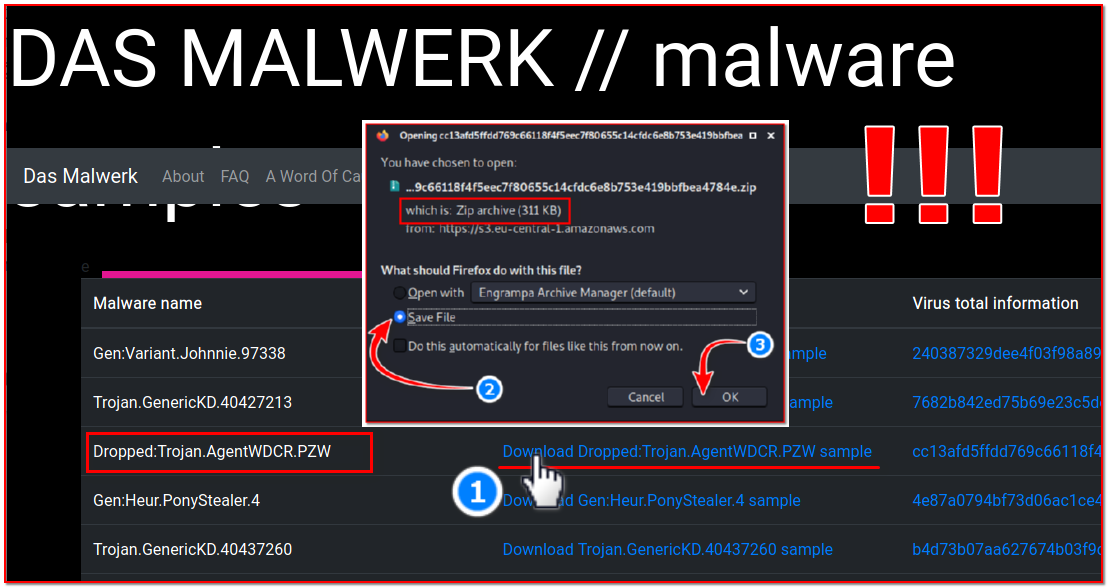 DAS MALWERK // malware
samples
Das Malwerk About FAQ A Word Of Ca
e
Malware name
Virus total information
Gen:Variant.Johnnie.97338
ample
240387329dee4f03f98a89
Trojan.GenericKD.40427213
ample
7682b842ed75b69e23c5d
Dropped:Trojan.AgentWDCR.PZW
Download Dropped:Trojan.AgentWDCR.PZW sample
cc13afd5ffdd769c66118f4
Gen:Heur.PonyStealer.4
Download Gen:Heur.PonyStealer.4 sample
4e87a0794bf73d06ac1ce4
Trojan.GenericKD.40437260
Download Trojan.GenericKD.40437260 sample
b4d73b07aa627674b03f9
Opening cc13afd5ffdd769c66118f4f5eec7f80655c14cfdc6e8b753e419bbfbea
You have chosen to open:
...9c66118f4f5eec7f80655c14cfdc6e8b753e419bbfbea4784e.zip
which is: Zip archive (311 KB)
from: https://s3.eu-central-1.amazonaws.com
What should Firefox do with this file?
Open with Engrampa Archive Manager (default)
Save File
Do this automatically for files like this from now on.
Cancel OK
1
2
3
!!!